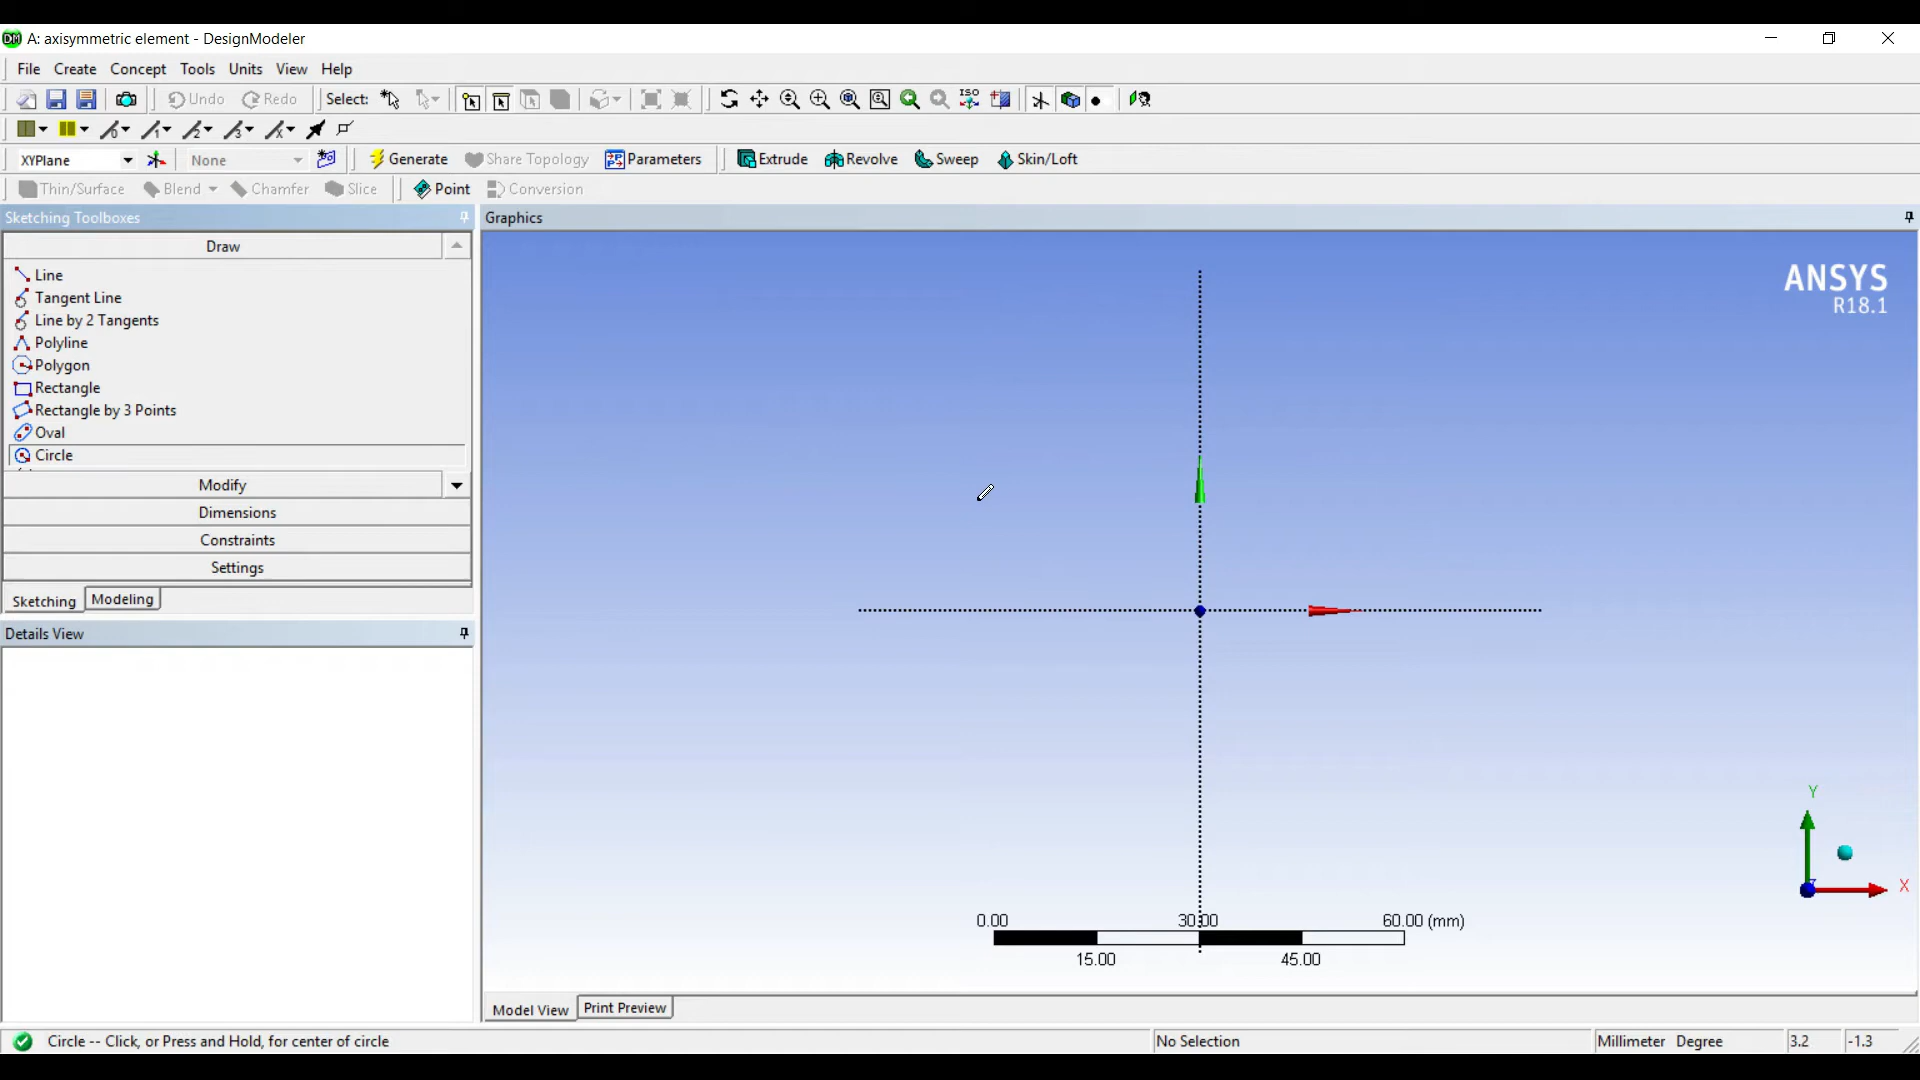 A: axisymmetric element - DesignModeler
File Create Concept Tools Units View Help
Undo Redo Select: ISO
XYPlane None Generate Share Topology Parameters Extrude Revolve Sweep Skin/Loft
Thin/Surface Blend Chamfer Slice Point Conversion
Sketching Toolboxes
Draw
Line
Tangent Line
Line by 2 Tangents
Polyline
Polygon
Rectangle
Rectangle by 3 Points
Oval
Circle
Modify
Dimensions
Constraints
Settings
Sketching Modeling
Details View
Graphics
ANSYS
R18.1
Y
X
0.00 30.00 60.00 (mm)
15.00 45.00
Model View Print Preview
Circle -- Click, or Press and Hold, for center of circle No Selection Millimeter Degree 3.2 -1.3